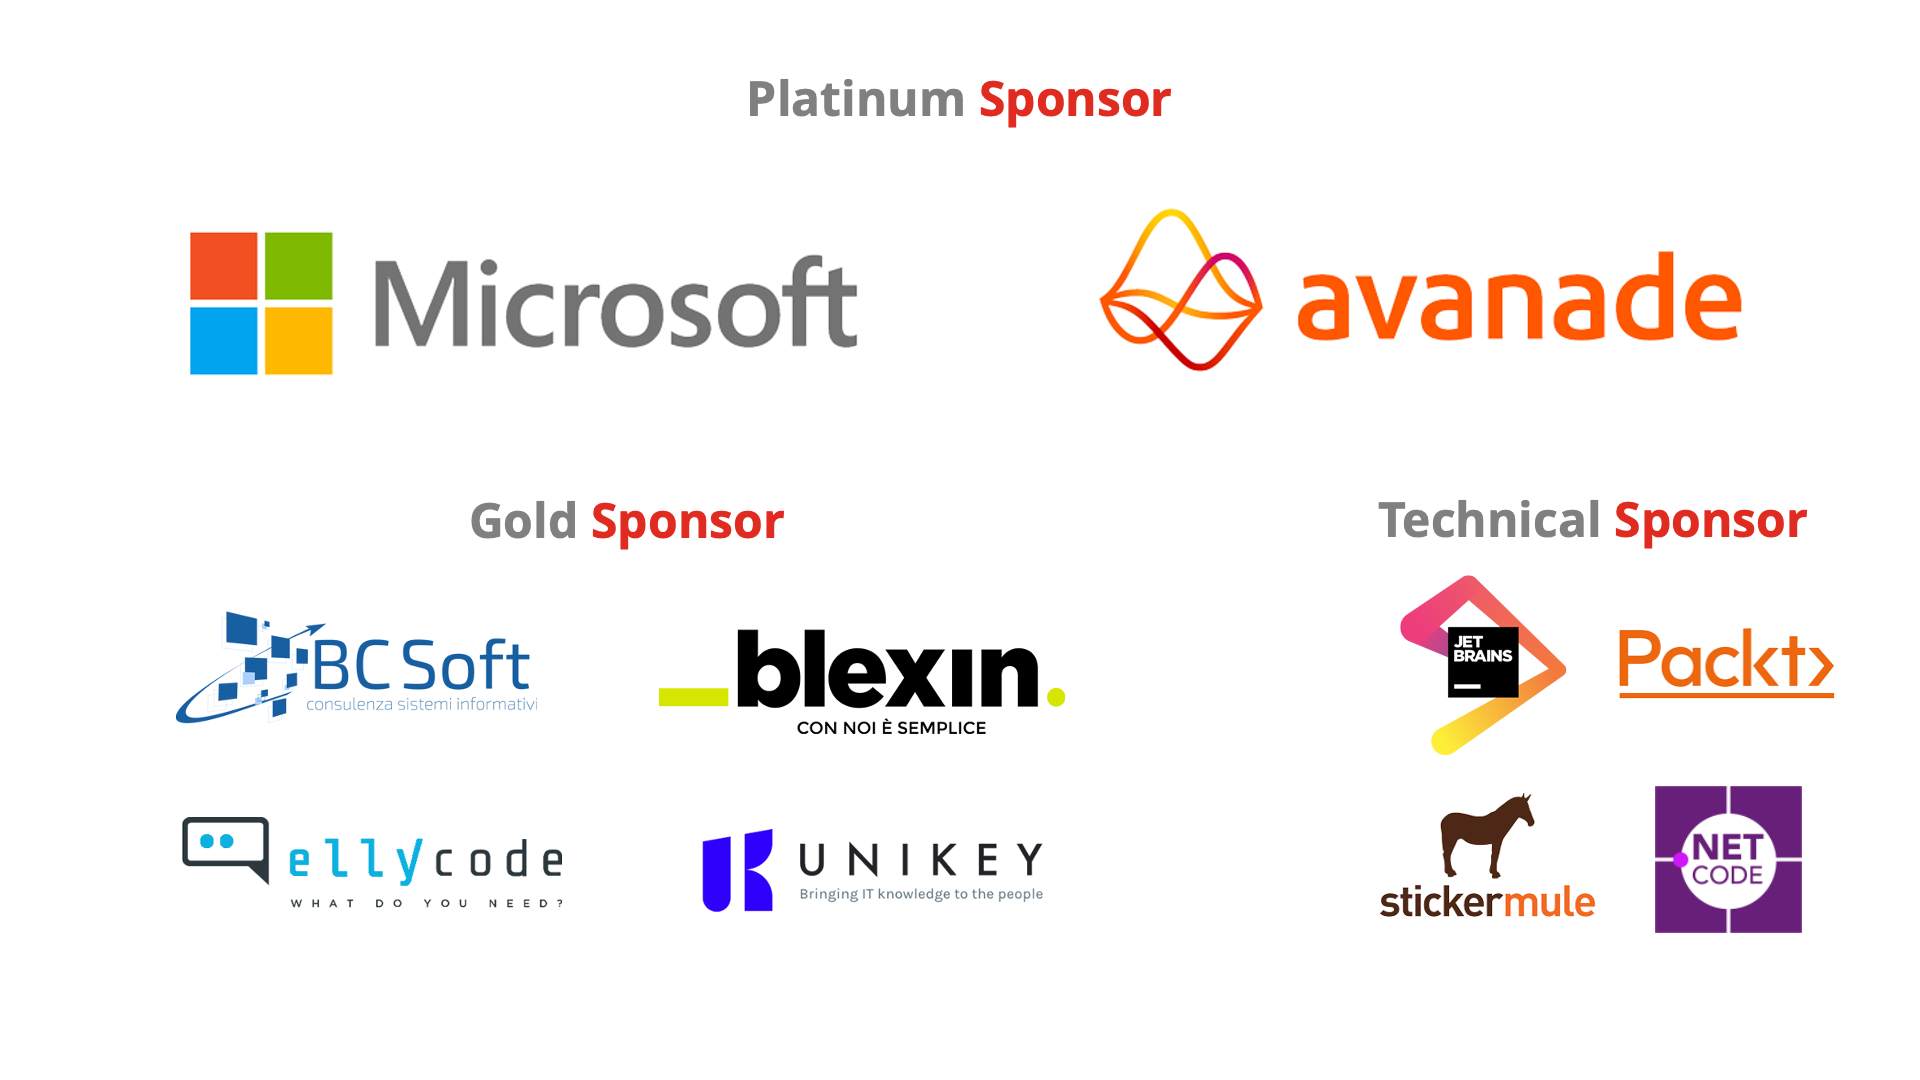 Platinum Sponsor
Microsoft
avanade
Gold Sponsor
Technical Sponsor
BC Soft
consulenza sistemi informativi
_blexın.
CON NOI È SEMPLICE
JET
BRAINS
Packt
ellycode
WHAT DO YOU NEED?
UNIKEY
Bringing IT knowledge to the people
stickermule
NET
CODE